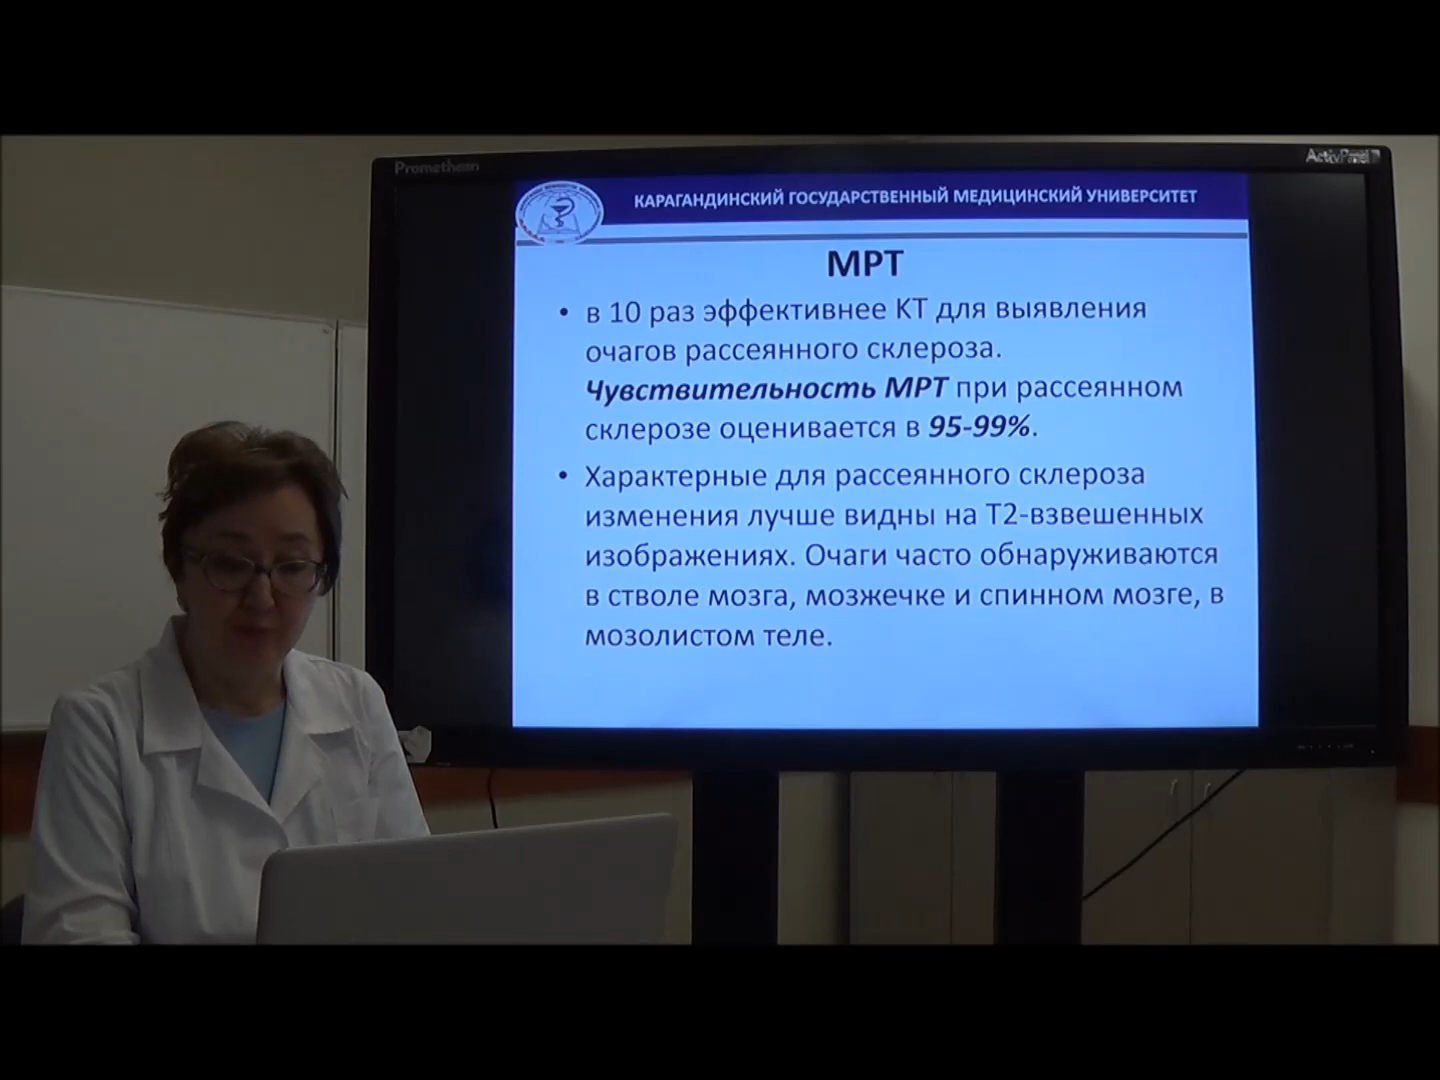 Promethean
ActivPanel
КАРАГАНДИНСКИЙ ГОСУДАРСТВЕННЫЙ МЕДИЦИНСКИЙ УНИВЕРСИТЕТ
МРТ
• в 10 раз эффективнее КТ для выявления
очагов рассеянного склероза.
Чувствительность МРТ при рассеянном
склерозе оценивается в 95-99%.
• Характерные для рассеянного склероза
изменения лучше видны на Т2-взвешенных
изображениях. Очаги часто обнаруживаются
в стволе мозга, мозжечке и спинном мозге, в
мозолистом теле.